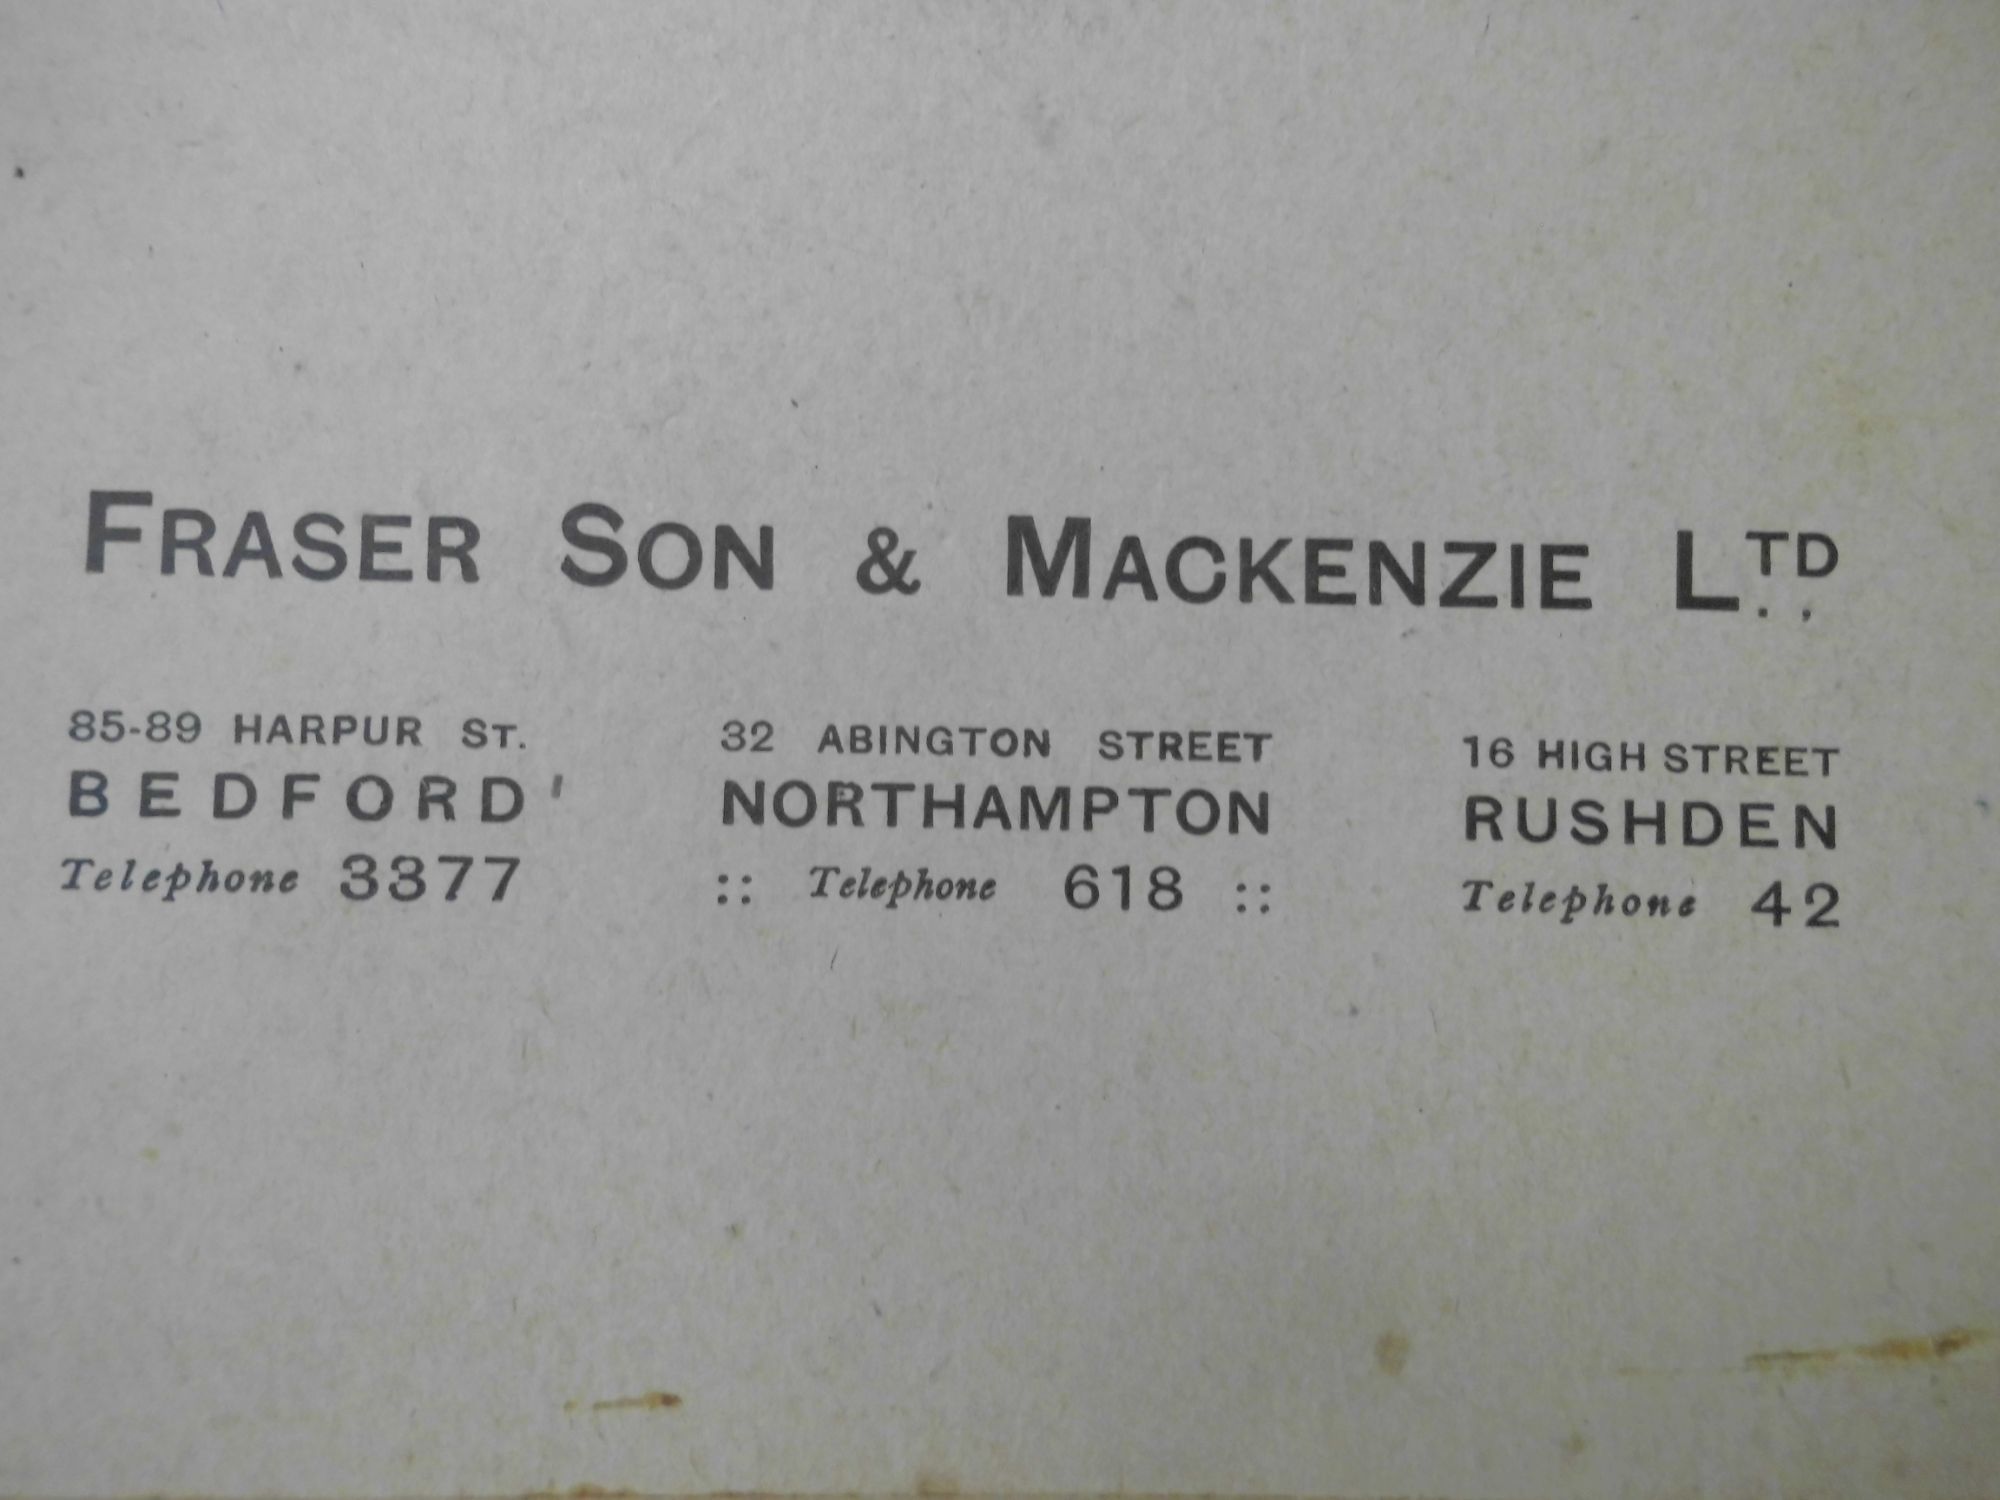 FRASER SON & MACKENZIE LTD
85-89 HARPUR ST.
BEDFORD
Telephone 3377
32 ABINGTON STREET
NORTHAMPTON
:: Telephone 618 ::
16 HIGH STREET
RUSHDEN
Telephone 42